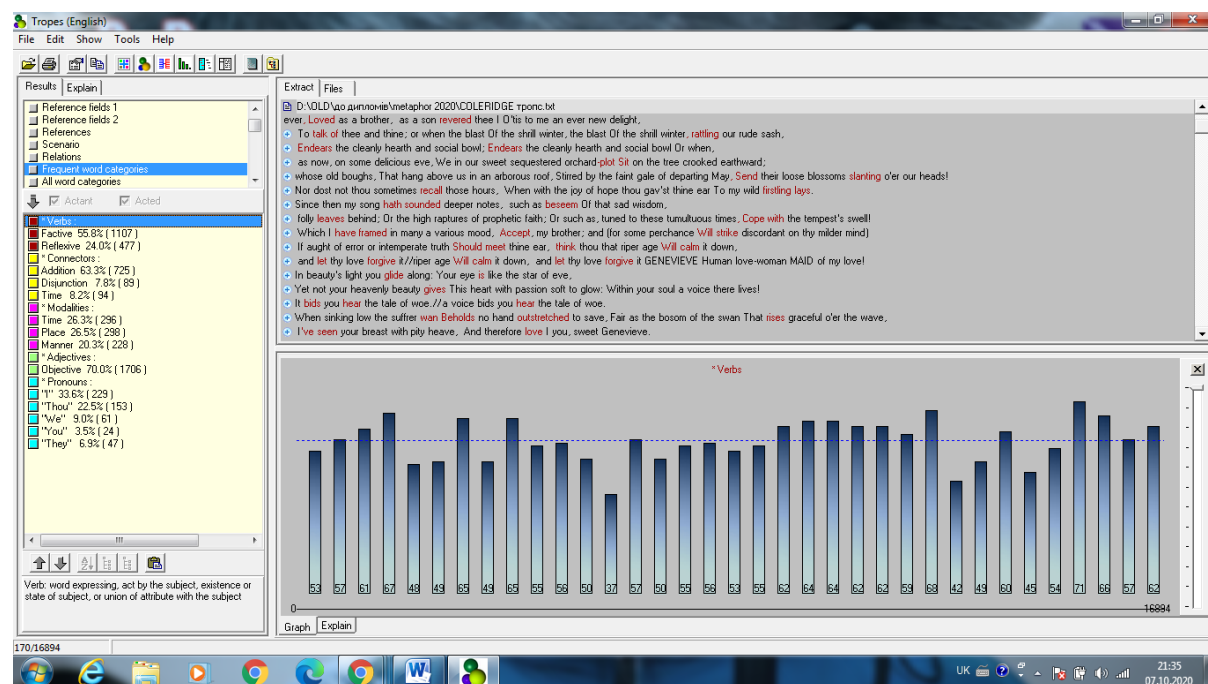 Tropes (English)
File Edit Show Tools Help
Results Explain
Reference fields 1
Reference fields 2
References
Scenario
Relations
Frequent word categories
All word categories
Actant Acted
* Verbs :
Factive 55.8% ( 1107 )
Reflexive 24.0% ( 477 )
* Connectors :
Addition 63.3% ( 725 )
Disjunction 7.8% ( 89 )
Time 8.2% ( 94 )
* Modalities :
Time 26.3% ( 296 )
Place 26.5% ( 298 )
Manner 20.3% ( 228 )
* Adjectives :
Objective 70.0% ( 1706 )
* Pronouns :
"I" 33.6% ( 229 )
"Thou" 22.5% ( 153 )
"We" 9.0% ( 61 )
"You" 3.5% ( 24 )
"They" 6.9% ( 47 )
Verb: word expressing, act by the subject, existence or
state of subject, or union of attribute with the subject
Extract Files
D:\OLD\до дипломів\metaphor 2020\COLERIDGE тропс.txt
ever, Loved as a brother, as a son revered thee I O'tis to me an ever new delight,
To talk of thee and thine; or when the blast Of the shrill winter, the blast Of the shrill winter, rattling our rude sash,
Endears the cleanly hearth and social bowl; Endears the cleanly hearth and social bowl Or when,
as now, on some delicious eve, We in our sweet sequestered orchard-plot Sit on the tree crooked earthward;
whose old boughs, That hang above us in an arborous roof, Stirred by the faint gale of departing May, Send their loose blossoms slanting o'er our heads!
Nor dost not thou sometimes recall those hours, When with the joy of hope thou gav'st thine ear To my wild firstling lays.
Since then my song hath sounded deeper notes, such as beseem Of that sad wisdom,
folly leaves behind; Or the high raptures of prophetic faith; Or such as, tuned to these tumultuous times, Cope with the tempest's swell!
Which I have framed in many a various mood, Accept, my brother; and (for some perchance Will strike discordant on thy milder mind)
If aught of error or intemperate truth Should meet thine ear, think thou that riper age Will calm it down,
and let thy love forgive it//riper age Will calm it down, and let thy love forgive it GENEVIEVE Human love-woman MAID of my love!
In beauty's light you glide along: Your eye is like the star of eve,
Yet not your heavenly beauty gives This heart with passion soft to glow: Within your soul a voice there lives!
It bids you hear the tale of woe.//a voice bids you hear the tale of woe.
When sinking low the suffrer wan Beholds no hand outstretched to save, Fair as the bosom of the swan That rises graceful o'er the wave,
I've seen your breast with pity heave, And therefore love I you, sweet Genevieve.
* Verbs
53 57 61 67 48 49 65 49 65 55 56 50 37 57 50 55 56 53 55 62 64 64 62 62 59 68 42 49 60 45 54 71 66 57 62
0 16894
Graph Explain
170/16894
UK
21:35
07.10.2020